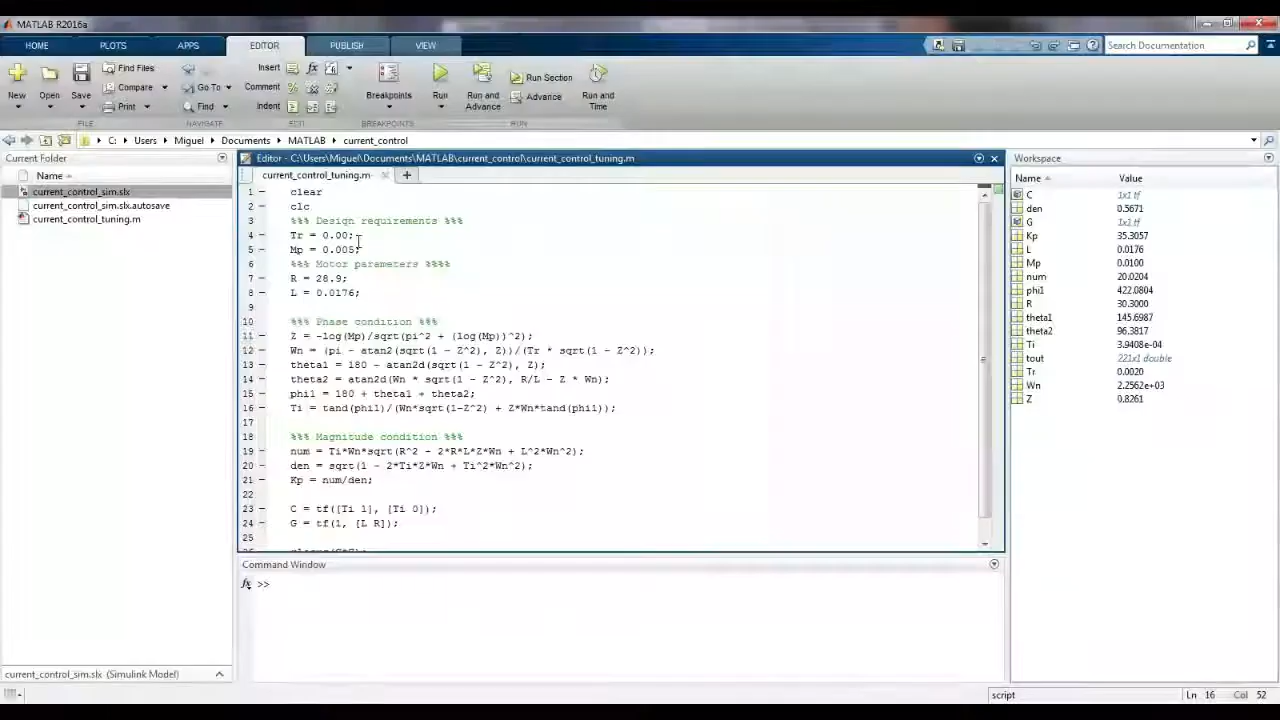 MATLAB R2016a
HOME PLOTS APPS EDITOR PUBLISH VIEW
Search Documentation
New Open Save Find Files Compare Print
Go To Find
Insert fx
Comment
Indent
Breakpoints Run Run and Advance Run Section Advance Run and Time
FILE NAVIGATE EDIT BREAKPOINTS RUN
C: Users Miguel Documents MATLAB current_control
Current Folder
Name
current_control_sim.slx
current_control_sim.slx.autosave
current_control_tuning.m
current_control_sim.slx (Simulink Model)
Editor - C:\Users\Miguel\Documents\MATLAB\current_control\current_control_tuning.m
current_control_tuning.m
1 - clear
2 - clc
3 %%% Design requirements %%%
4 - Tr = 0.00;
5 - Mp = 0.005;
6 %%% Motor parameters %%%%
7 - R = 28.9;
8 - L = 0.0176;
9
10 %%% Phase condition %%%
11 - Z = -log(Mp)/sqrt(pi^2 + (log(Mp))^2);
12 - Wn = (pi - atan2(sqrt(1 - Z^2), Z))/(Tr * sqrt(1 - Z^2));
13 - theta1 = 180 - atan2d(sqrt(1 - Z^2), Z);
14 - theta2 = atan2d(Wn * sqrt(1 - Z^2), R/L - Z * Wn);
15 - phi1 = 180 + theta1 + theta2;
16 - Ti = tand(phi1)/(Wn*sqrt(1-Z^2) + Z*Wn*tand(phi1));
17
18 %%% Magnitude condition %%%
19 - num = Ti*Wn*sqrt(R^2 - 2*R*L*Z*Wn + L^2*Wn^2);
20 - den = sqrt(1 - 2*Ti*Z*Wn + Ti^2*Wn^2);
21 - Kp = num/den;
22
23 - C = tf([Ti 1], [Ti 0]);
24 - G = tf(1, [L R]);
25
Command Window
fx >>
Workspace
Name Value
C 1x1 tf
den 0.5671
G 1x1 tf
Kp 35.3057
L 0.0176
Mp 0.0100
num 20.0204
phi1 422.0804
R 30.3000
theta1 145.6987
theta2 96.3817
Ti 3.9408e-04
tout 221x1 double
Tr 0.0020
Wn 2.2562e+03
Z 0.8261
script Ln 16 Col 52